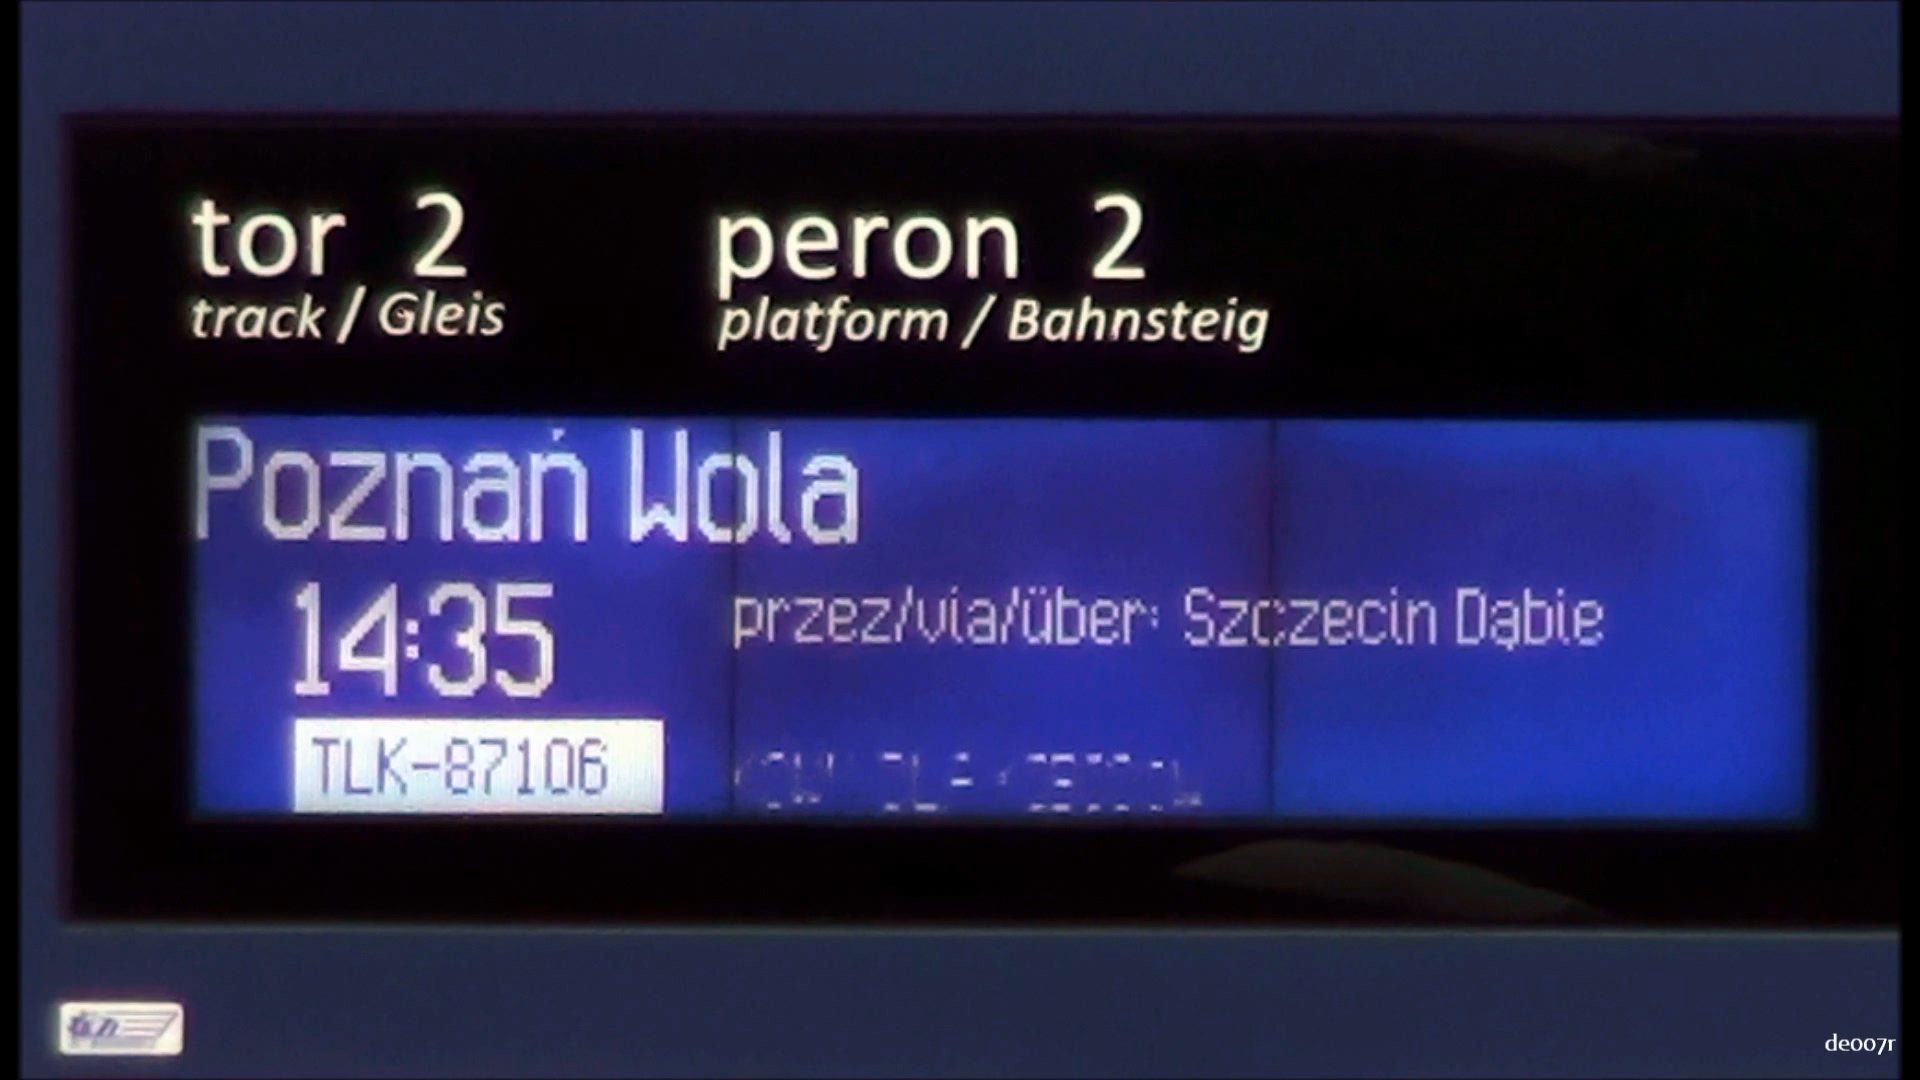 tor 2 peron 2
track / Gleis platform / Bahnsteig
Poznań Wola
14:35 przez/via/über: Szczecin Dąbie
TLK-87106
deoo7r